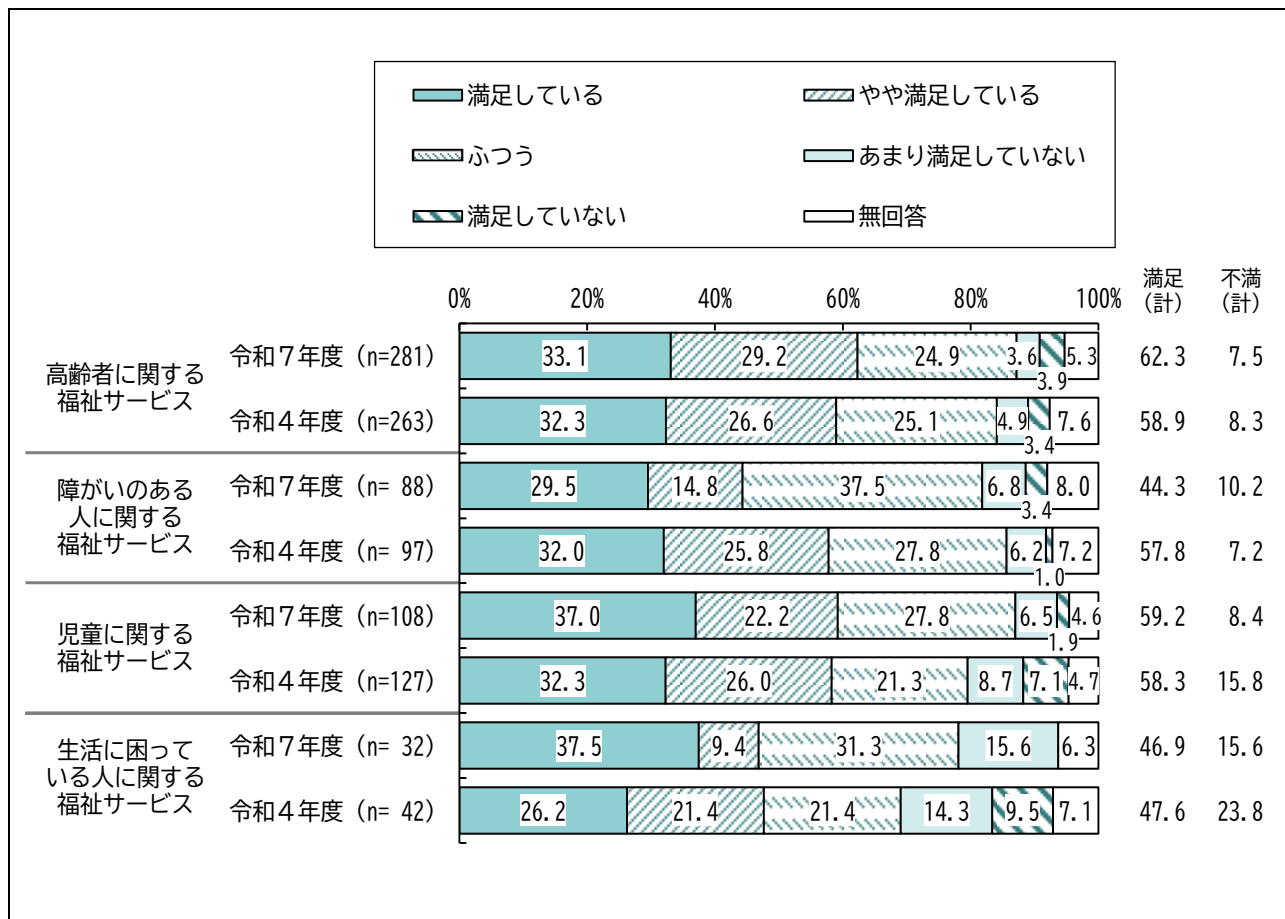 満足している　やや満足している
ふつう　あまり満足していない
満足していない　無回答
満足　不満
（計）　（計）
0%　20%　40%　60%　80%　100%
高齢者に関する
福祉サービス
令和７年度（n=281）　33.1　29.2　24.9　3.6　3.9　5.3　62.3　7.5
令和４年度（n=263）　32.3　26.6　25.1　4.9　3.4　7.6　58.9　8.3
障がいのある
人に関する
福祉サービス
令和７年度（n= 88）　29.5　14.8　37.5　6.8　3.4　8.0　44.3　10.2
令和４年度（n= 97）　32.0　25.8　27.8　6.2　1.0　7.2　57.8　7.2
児童に関する
福祉サービス
令和７年度（n=108）　37.0　22.2　27.8　6.5　1.9　4.6　59.2　8.4
令和４年度（n=127）　32.3　26.0　21.3　8.7　7.1　4.7　58.3　15.8
生活に困って
いる人に関する
福祉サービス
令和７年度（n= 32）　37.5　9.4　31.3　15.6　6.3　46.9　15.6
令和４年度（n= 42）　26.2　21.4　21.4　14.3　9.5　7.1　47.6　23.8